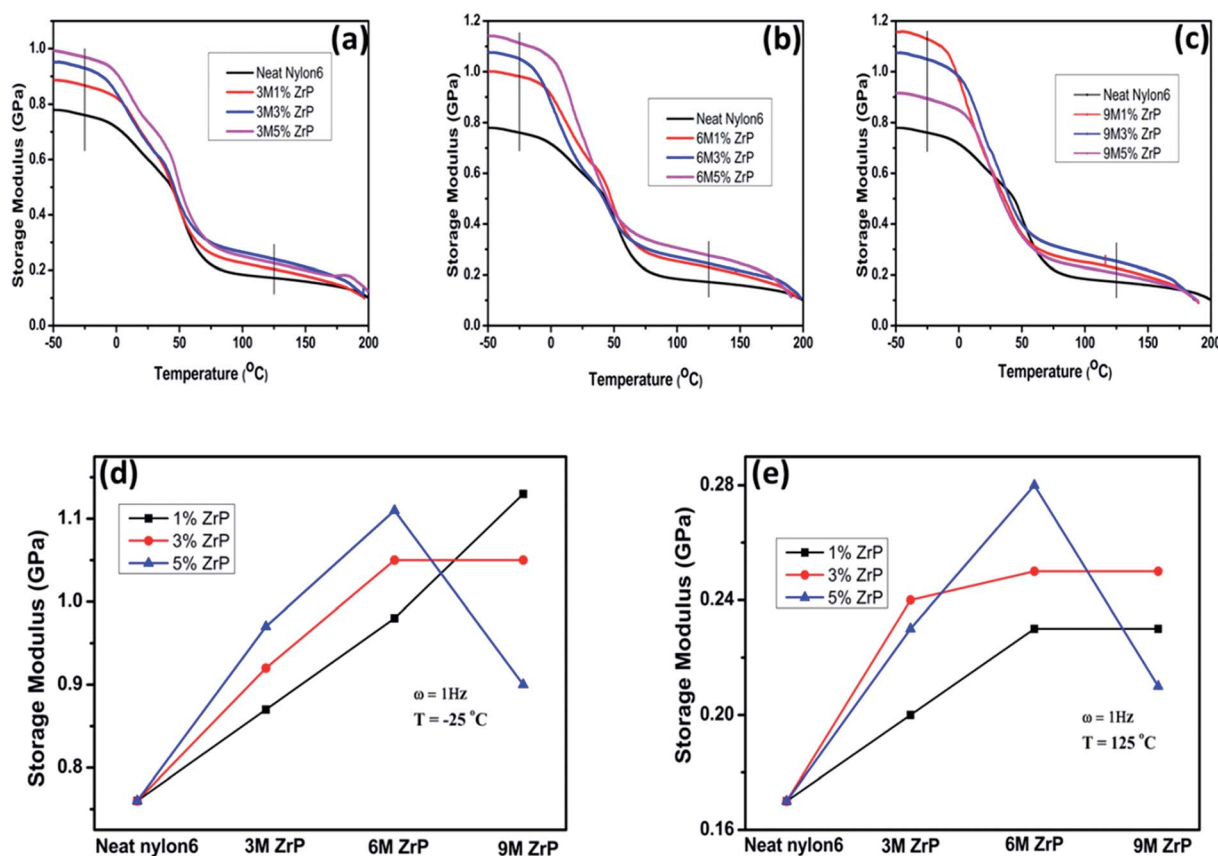 (a)
Neat Nylon6
3M1% ZrP
3M3% ZrP
3M5% ZrP
Storage Modulus (GPa)
1.0
0.8
0.6
0.4
0.2
0.0
-50 0 50 100 150 200
Temperature (°C)
(b)
Neat Nylon6
6M1% ZrP
6M3% ZrP
6M5% ZrP
Storage Modulus (GPa)
1.2
1.0
0.8
0.6
0.4
0.2
0.0
-50 0 50 100 150 200
Temperature (°C)
(c)
Neat Nylon6
9M1% ZrP
9M3% ZrP
9M5% ZrP
Storage Modulus (GPa)
1.2
1.0
0.8
0.6
0.4
0.2
0.0
-50 0 50 100 150 200
Temperature (°C)
(d)
1% ZrP
3% ZrP
5% ZrP
Storage Modulus (GPa)
1.1
1.0
0.9
0.8
ω = 1Hz
T = -25 °C
Neat nylon6 3M ZrP 6M ZrP 9M ZrP
(e)
1% ZrP
3% ZrP
5% ZrP
Storage Modulus (GPa)
0.28
0.24
0.20
0.16
ω = 1Hz
T = 125 °C
Neat nylon6 3M ZrP 6M ZrP 9M ZrP